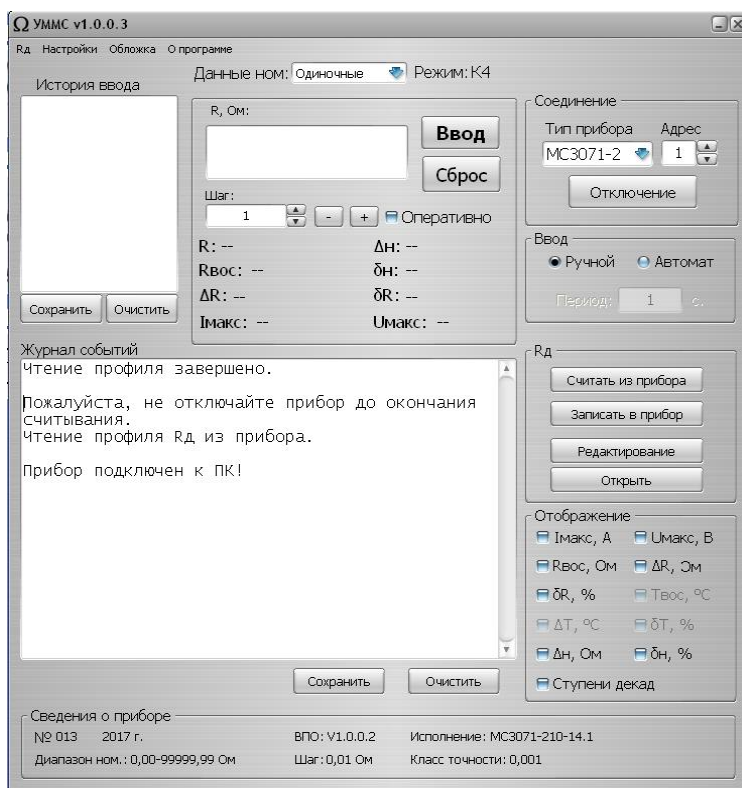 Ω УММС v1.0.0.3
Rд Настройки Обложка О программе
История ввода
Сохранить Очистить
Данные ном: Одиночные Режим: К4
R, Ом:
Ввод
Сброс
Шаг:
1 - + Оперативно
R: -- Δн: --
Rвос: -- δн: --
ΔR: -- δR: --
Iмакс: -- Uмакс: --
Соединение
Тип прибора Адрес
МС3071-2 1
Отключение
Ввод
Ручной Автомат
Период: 1 с.
Журнал событий
Чтение профиля завершено.
Пожалуйста, не отключайте прибор до окончания
считывания.
Чтение профиля Rд из прибора.
Прибор подключен к ПК!
Сохранить Очистить
Rд
Считать из прибора
Записать в прибор
Редактирование
Открыть
Отображение
Iмакс, А Uмакс, В
Rвос, Ом ΔR, Ом
δR, % Tвос, ºC
ΔT, ºC δT, %
Δн, Ом δн, %
Ступени декад
Сведения о приборе
№ 013 2017 г. ВПО: V1.0.0.2 Исполнение: МС3071-210-14.1
Диапазон ном.: 0,00-99999,99 Ом Шаг: 0,01 Ом Класс точности: 0,001